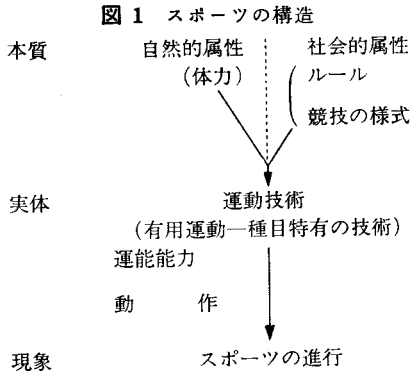 図1 スポーツの構造
本質 自然的属性 社会的属性
(体力) ルール
競技の様式
実体 運動技術
(有用運動―種目特有の技術)
運能能力
動作
現象 スポーツの進行